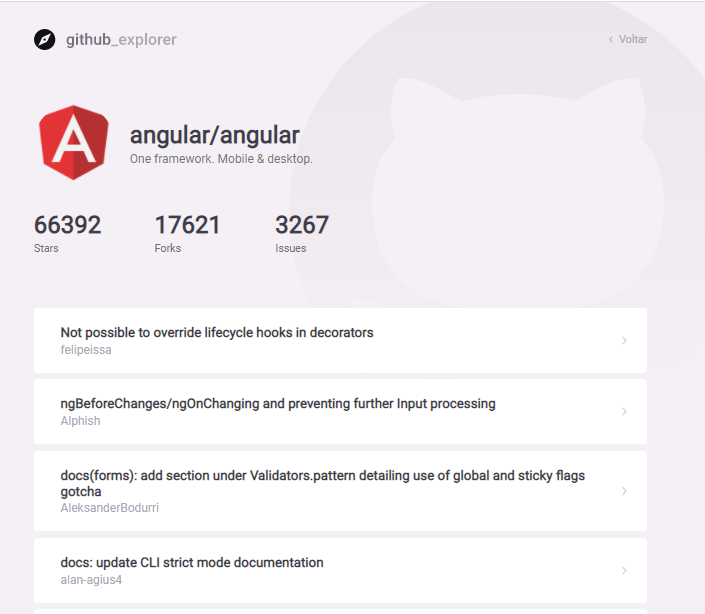 github_explorer
Voltar
angular/angular
One framework. Mobile & desktop.
66392 17621 3267
Stars Forks Issues
Not possible to override lifecycle hooks in decorators
felipeissa
ngBeforeChanges/ngOnChanging and preventing further Input processing
Alphish
docs(forms): add section under Validators.pattern detailing use of global and sticky flags
gotcha
AleksanderBodurri
docs: update CLI strict mode documentation
alan-agius4